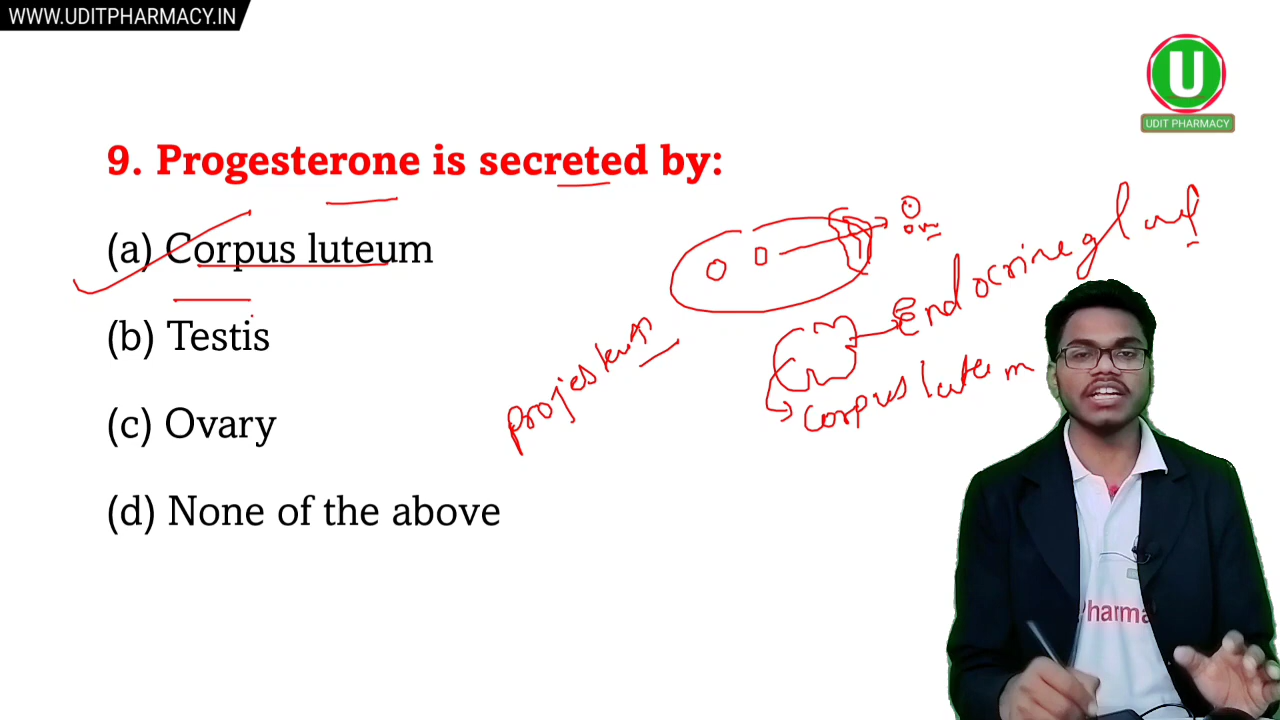 WWW.UDITPHARMACY.IN
U
UDIT PHARMACY
9. Progesterone is secreted by:
(a) Corpus luteum
(b) Testis
(c) Ovary
(d) None of the above
Endocrine gland
corpus luteum
Pharma